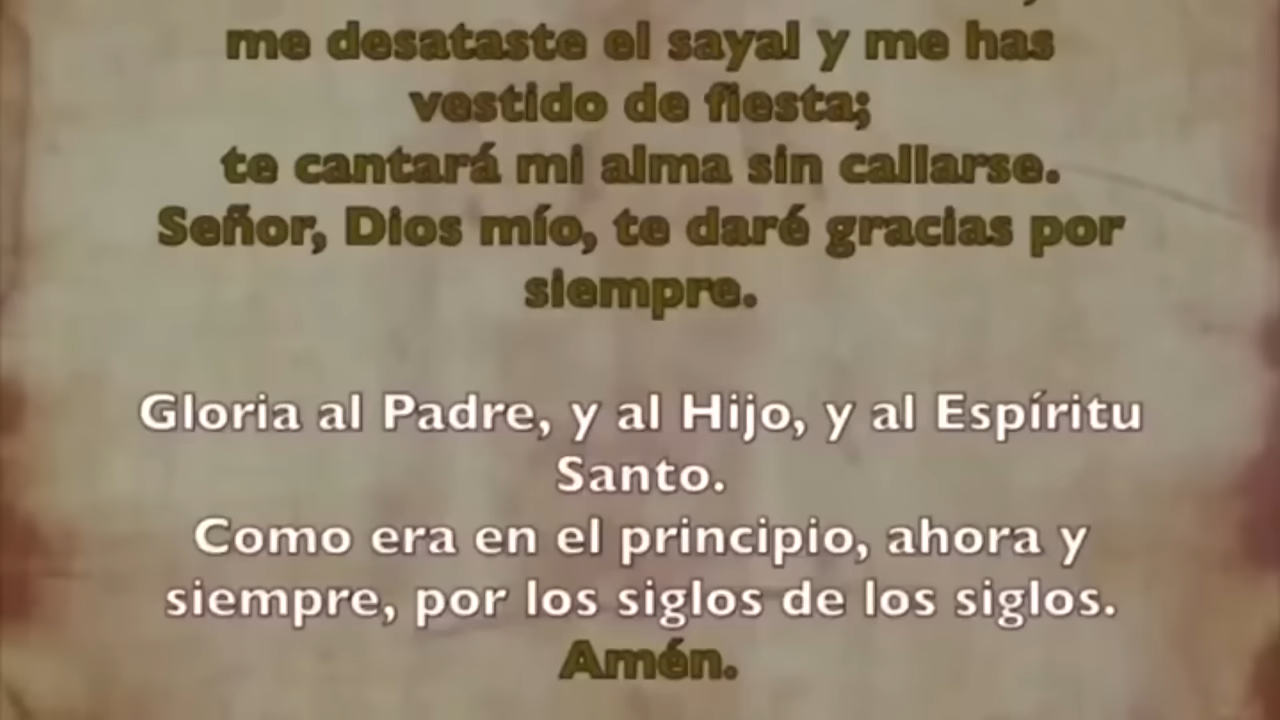 me desataste el sayal y me has
vestido de fiesta;
te cantará mi alma sin callarse.
Señor, Dios mío, te daré gracias por
siempre.
Gloria al Padre, y al Hijo, y al Espíritu
Santo.
Como era en el principio, ahora y
siempre, por los siglos de los siglos.
Amén.